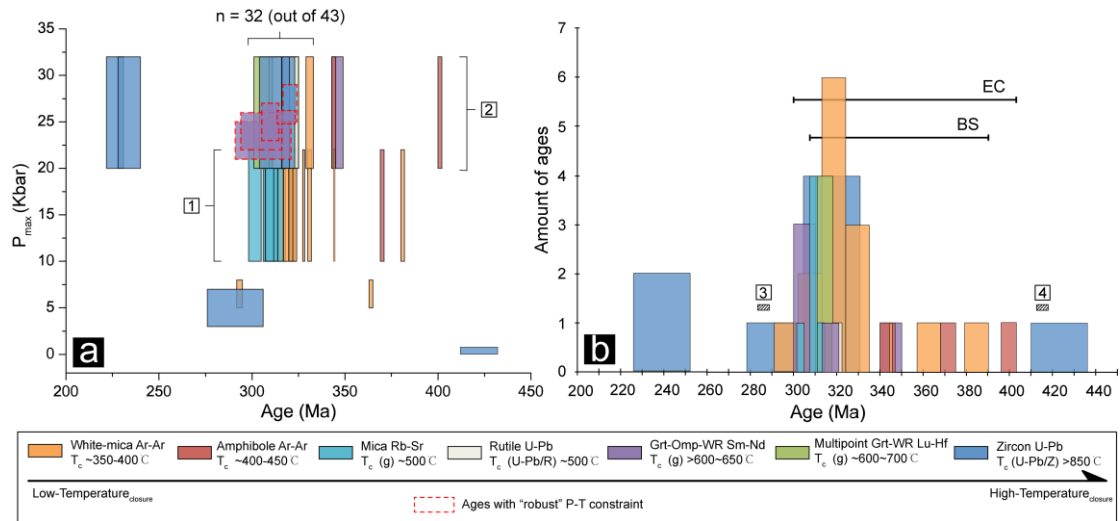 n = 32 (out of 43)
35
30
25
20
15
10
5
0
P max (Kbar)
1
2
a
200
250
300
350
400
450
Age (Ma)
7
6
5
4
3
2
1
0
Amount of ages
EC
BS
3
4
b
200
220
240
260
280
300
320
340
360
380
400
420
440
Age (Ma)
White-mica Ar-Ar
Tc ~350-400℃
Amphibole Ar-Ar
Tc ~400-450℃
Mica Rb-Sr
Tc (g) ~500℃
Rutile U-Pb
Tc (U-Pb/R) ~500℃
Grt-Omp-WR Sm-Nd
Tc (g) >600~650℃
Multipoint Grt-WR Lu-Hf
Tc (g) ~600~700℃
Zircon U-Pb
Tc (U-Pb/Z) >850℃
Low-Temperature closure
Ages with "robust" P-T constraint
High-Temperature closure